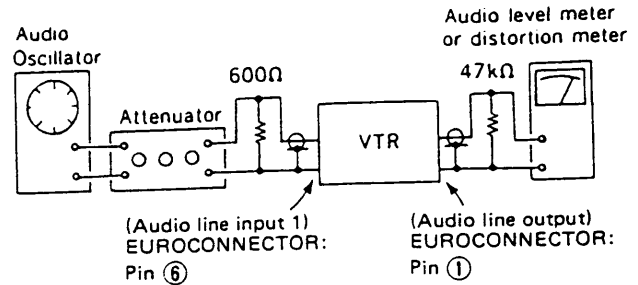 Audio level meter
or distortion meter
Audio
Oscillator
600Ω
47kΩ
Attenuator
VTR
(Audio line input 1)
EUROCONNECTOR:
Pin ⑥
(Audio line output)
EUROCONNECTOR:
Pin ①